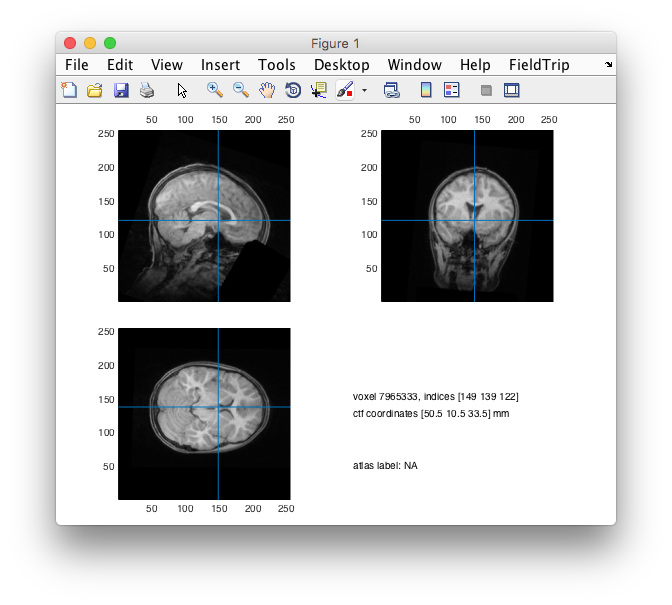 Figure 1
File Edit View Insert Tools Desktop Window Help FieldTrip
50 100 150 200 250
250
200
150
100
50
50 100 150 200 250
250
200
150
100
50
250
200
150
100
50
50 100 150 200 250
voxel 7965333, indices [149 139 122]
ctf coordinates [50.5 10.5 33.5] mm
atlas label: NA